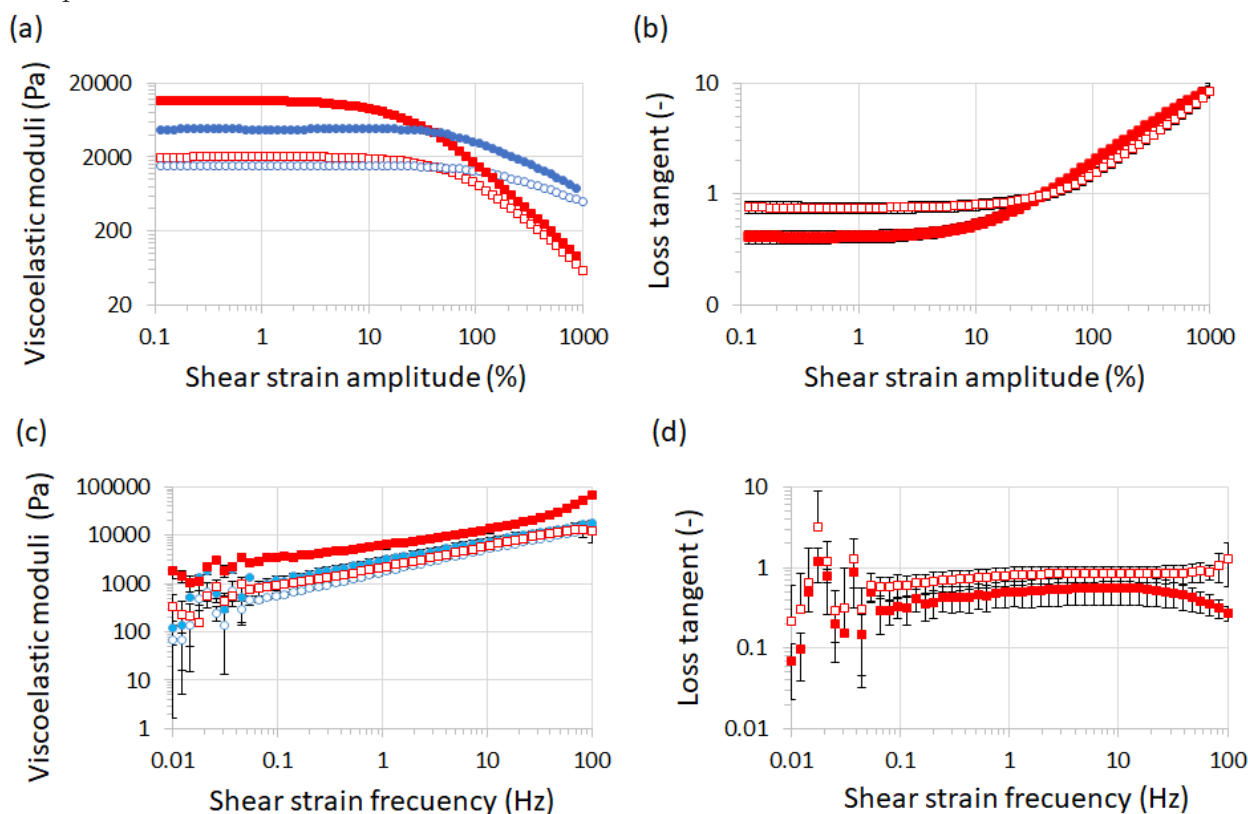 (a)
Viscoelastic moduli (Pa)
20000
2000
200
20
0.1 1 10 100 1000
Shear strain amplitude (%)
(b)
Loss tangent (-)
10
1
0
0.1 1 10 100 1000
Shear strain amplitude (%)
(c)
Viscoelastic moduli (Pa)
100000
10000
1000
100
10
1
0.01 0.1 1 10 100
Shear strain frecuency (Hz)
(d)
Loss tangent (-)
10
1
0.1
0.01
0.01 0.1 1 10 100
Shear strain frecuency (Hz)